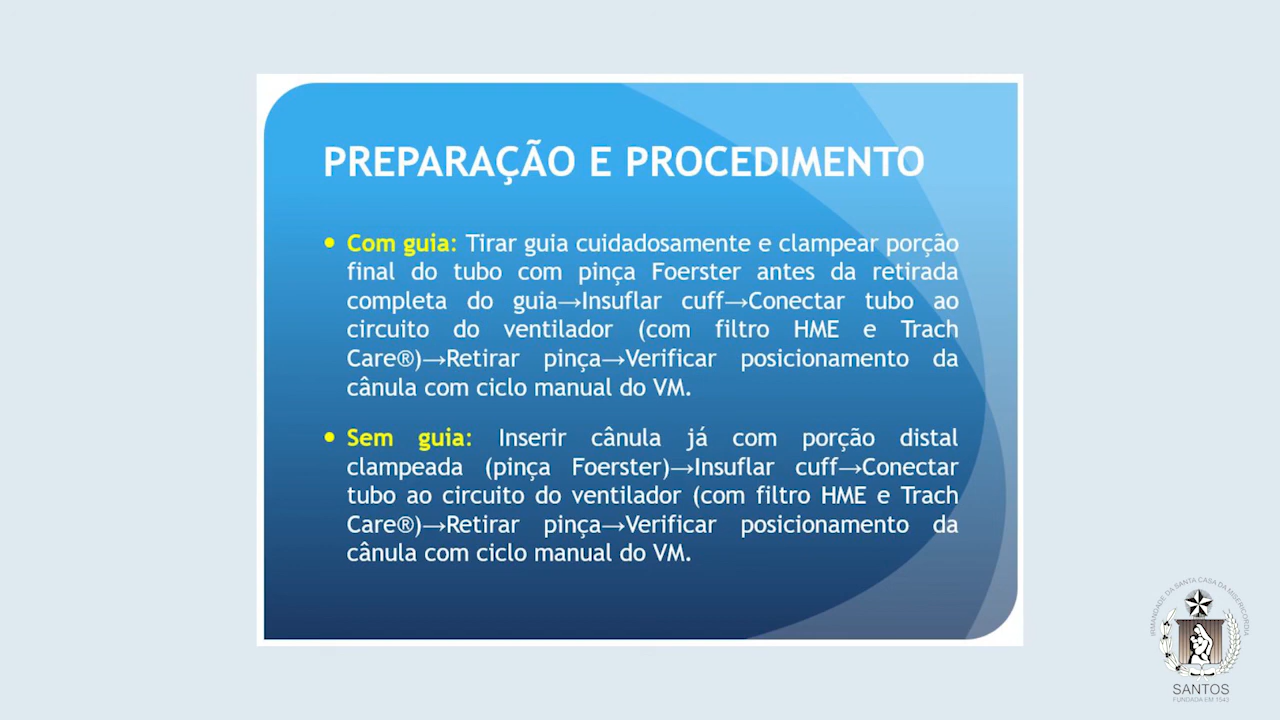 PREPARAÇÃO E PROCEDIMENTO
• Com guia: Tirar guia cuidadosamente e clampear porção
final do tubo com pinça Foerster antes da retirada
completa do guia→Insuflar cuff→Conectar tubo ao
circuito do ventilador (com filtro HME e Trach
Care®)→Retirar pinça→Verificar posicionamento da
cânula com ciclo manual do VM.
• Sem guia: Inserir cânula já com porção distal
clampeada (pinça Foerster)→Insuflar cuff→Conectar
tubo ao circuito do ventilador (com filtro HME e Trach
Care®)→Retirar pinça→Verificar posicionamento da
cânula com ciclo manual do VM.
IRMANDADE DA SANTA CASA DA MISERICÓRDIA
SANTOS
FUNDADA EM 1543